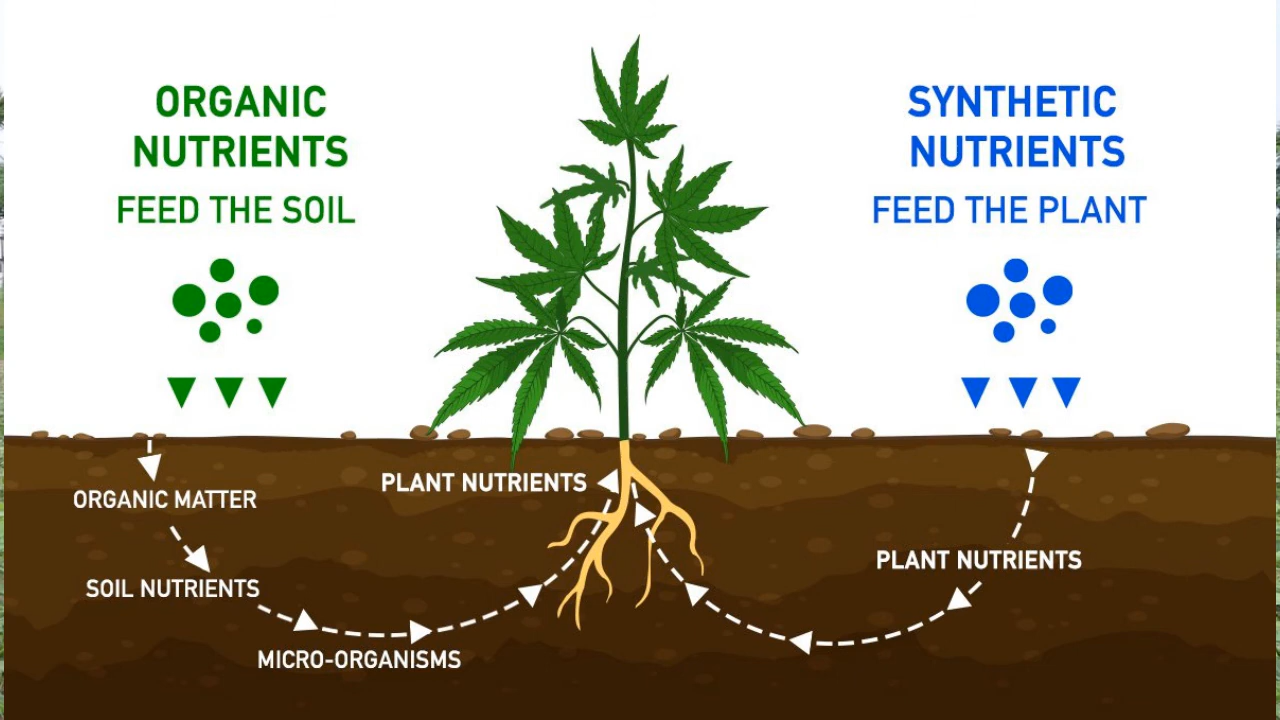 ORGANIC
NUTRIENTS
FEED THE SOIL
SYNTHETIC
NUTRIENTS
FEED THE PLANT
ORGANIC MATTER
SOIL NUTRIENTS
MICRO-ORGANISMS
PLANT NUTRIENTS
PLANT NUTRIENTS